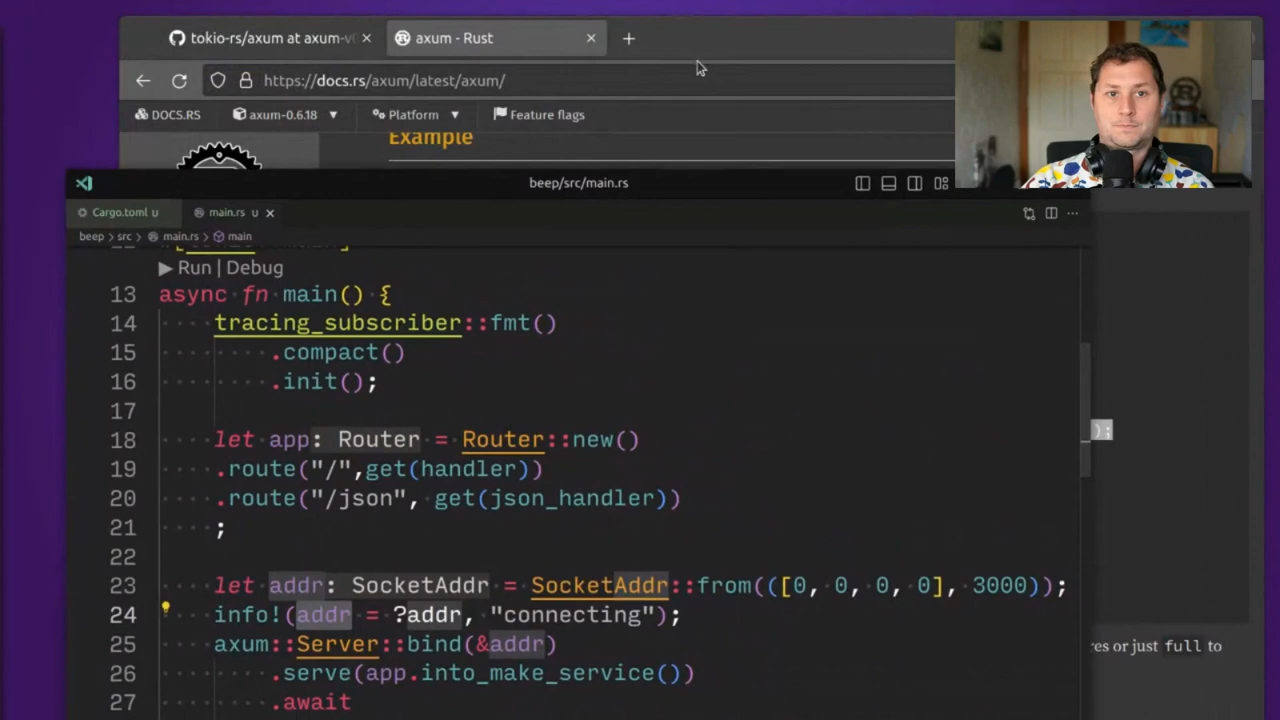 tokio-rs/axum at axum-v0
axum - Rust
https://docs.rs/axum/latest/axum/
DOCS.RS
axum-0.6.18
Platform
Feature flags
Example
beep/src/main.rs
Cargo.toml U
main.rs U
beep > src > main.rs > main
Run | Debug
13 async fn main() {
14 tracing_subscriber::fmt()
15 .compact()
16 .init();
17
18 let app: Router = Router::new()
19 .route("/",get(handler))
20 .route("/json", get(json_handler))
21 ;
22
23 let addr: SocketAddr = SocketAddr::from(([0, 0, 0, 0], 3000));
24 info!(addr = ?addr, "connecting");
25 axum::Server::bind(&addr)
26 .serve(app.into_make_service())
27 .await
);
res or just full to